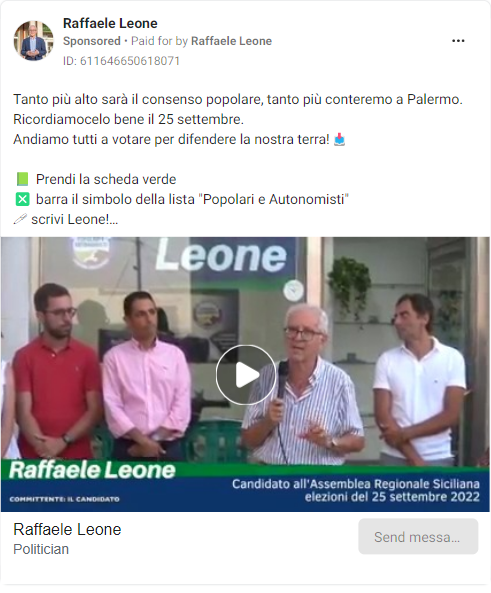 Raffaele Leone
Sponsored • Paid for by Raffaele Leone
ID: 611646650618071
Tanto più alto sarà il consenso popolare, tanto più conteremo a Palermo.
Ricordiamocelo bene il 25 settembre.
Andiamo tutti a votare per difendere la nostra terra! 🗳
📗 Prendi la scheda verde
❎ barra il simbolo della lista "Popolari e Autonomisti"
🖊 scrivi Leone!…
Leone
Raffaele Leone
COMMITTENTE: IL CANDIDATO
Candidato all'Assemblea Regionale Siciliana
elezioni del 25 settembre 2022
Raffaele Leone
Politician
Send messa...